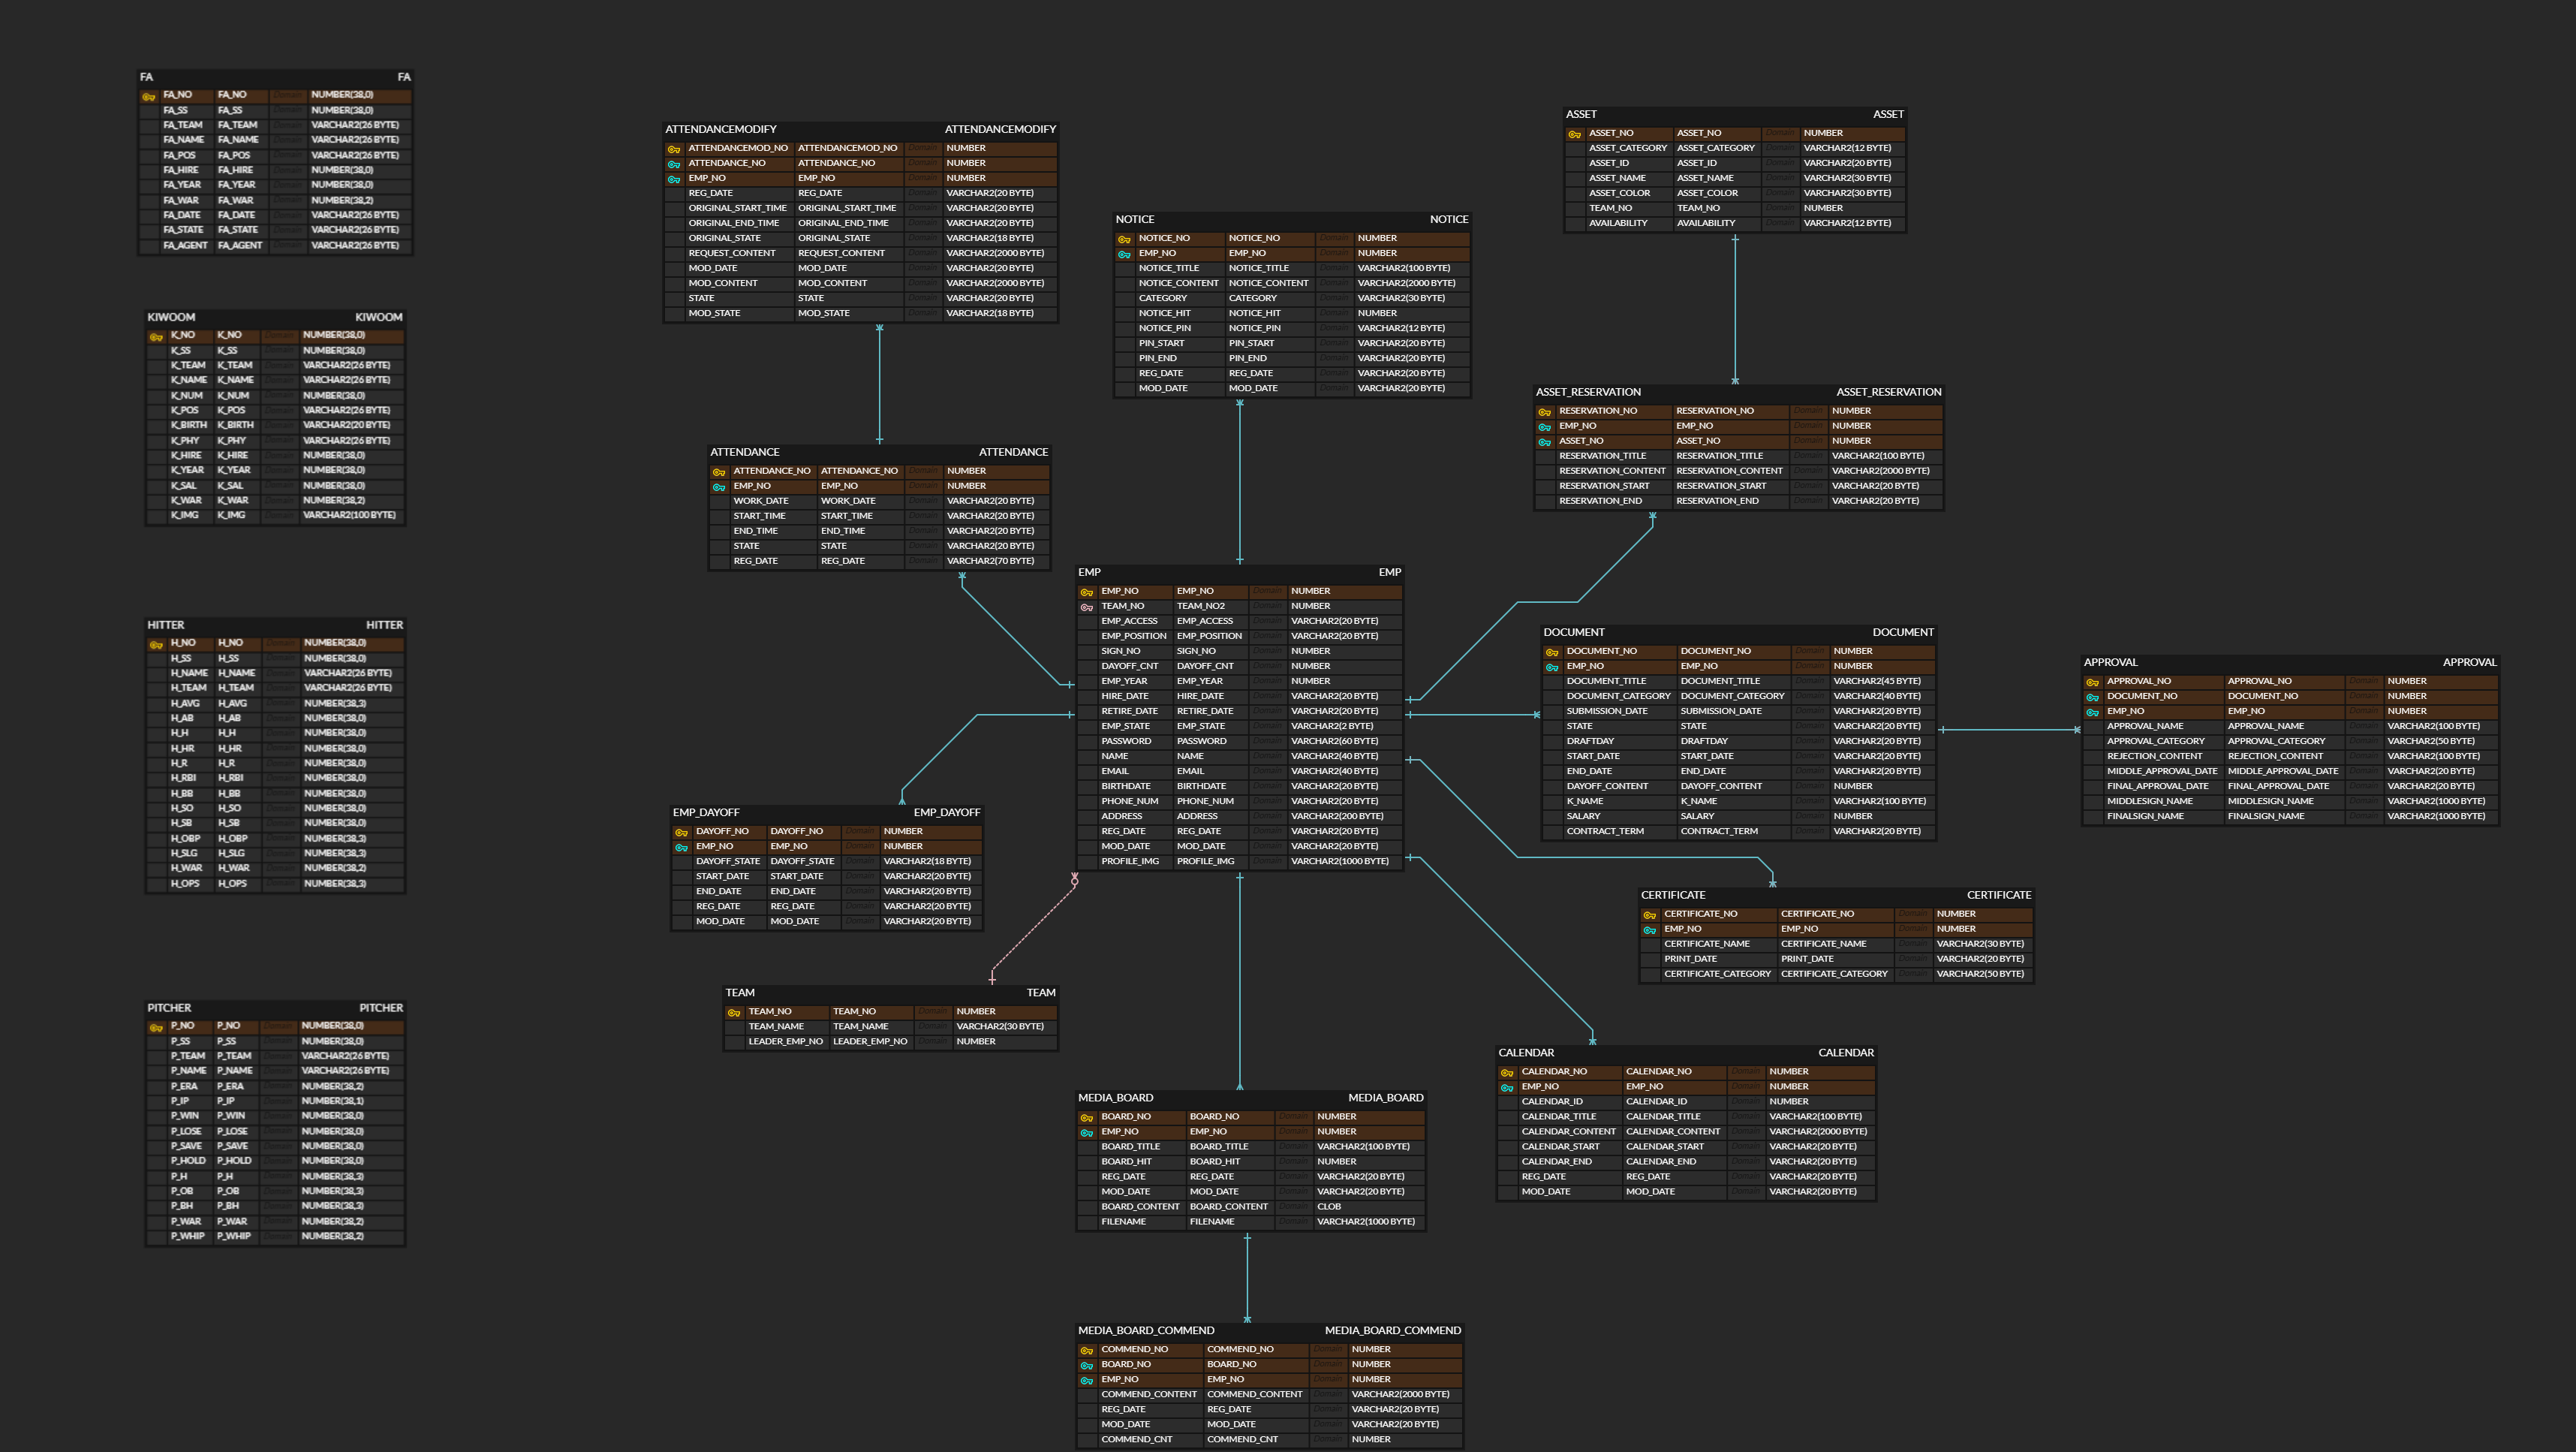 FA FA
FA_NO FA_NO Domain NUMBER(38,0)
FA_SS FA_SS Domain NUMBER(38,0)
FA_TEAM FA_TEAM Domain VARCHAR2(26 BYTE)
FA_NAME FA_NAME Domain VARCHAR2(26 BYTE)
FA_POS FA_POS Domain VARCHAR2(26 BYTE)
FA_HIRE FA_HIRE Domain NUMBER(38,0)
FA_YEAR FA_YEAR Domain NUMBER(38,0)
FA_WAR FA_WAR Domain NUMBER(38,2)
FA_DATE FA_DATE Domain VARCHAR2(26 BYTE)
FA_STATE FA_STATE Domain VARCHAR2(26 BYTE)
FA_AGENT FA_AGENT Domain VARCHAR2(26 BYTE)
KIWOOM KIWOOM
K_NO K_NO Domain NUMBER(38,0)
K_SS K_SS Domain NUMBER(38,0)
K_TEAM K_TEAM Domain VARCHAR2(26 BYTE)
K_NAME K_NAME Domain VARCHAR2(26 BYTE)
K_NUM K_NUM Domain NUMBER(38,0)
K_POS K_POS Domain VARCHAR2(26 BYTE)
K_BIRTH K_BIRTH Domain VARCHAR2(20 BYTE)
K_PHY K_PHY Domain VARCHAR2(26 BYTE)
K_HIRE K_HIRE Domain NUMBER(38,0)
K_YEAR K_YEAR Domain NUMBER(38,0)
K_SAL K_SAL Domain NUMBER(38,0)
K_WAR K_WAR Domain NUMBER(38,2)
K_IMG K_IMG Domain VARCHAR2(100 BYTE)
HITTER HITTER
H_NO H_NO Domain NUMBER(38,0)
H_SS H_SS Domain NUMBER(38,0)
H_NAME H_NAME Domain VARCHAR2(26 BYTE)
H_TEAM H_TEAM Domain VARCHAR2(26 BYTE)
H_AVG H_AVG Domain NUMBER(38,3)
H_AB H_AB Domain NUMBER(38,0)
H_H H_H Domain NUMBER(38,0)
H_HR H_HR Domain NUMBER(38,0)
H_R H_R Domain NUMBER(38,0)
H_RBI H_RBI Domain NUMBER(38,0)
H_BB H_BB Domain NUMBER(38,0)
H_SO H_SO Domain NUMBER(38,0)
H_SB H_SB Domain NUMBER(38,0)
H_OBP H_OBP Domain NUMBER(38,3)
H_SLG H_SLG Domain NUMBER(38,3)
H_WAR H_WAR Domain NUMBER(38,2)
H_OPS H_OPS Domain NUMBER(38,3)
PITCHER PITCHER
P_NO P_NO Domain NUMBER(38,0)
P_SS P_SS Domain NUMBER(38,0)
P_TEAM P_TEAM Domain VARCHAR2(26 BYTE)
P_NAME P_NAME Domain VARCHAR2(26 BYTE)
P_ERA P_ERA Domain NUMBER(38,2)
P_IP P_IP Domain NUMBER(38,1)
P_WIN P_WIN Domain NUMBER(38,0)
P_LOSE P_LOSE Domain NUMBER(38,0)
P_SAVE P_SAVE Domain NUMBER(38,0)
P_HOLD P_HOLD Domain NUMBER(38,0)
P_H P_H Domain NUMBER(38,3)
P_OB P_OB Domain NUMBER(38,3)
P_BH P_BH Domain NUMBER(38,3)
P_WAR P_WAR Domain NUMBER(38,2)
P_WHIP P_WHIP Domain NUMBER(38,2)
ATTENDANCEMODIFY ATTENDANCEMODIFY
ATTENDANCEMOD_NO ATTENDANCEMOD_NO Domain NUMBER
ATTENDANCE_NO ATTENDANCE_NO Domain NUMBER
EMP_NO EMP_NO Domain NUMBER
REG_DATE REG_DATE Domain VARCHAR2(20 BYTE)
ORIGINAL_START_TIME ORIGINAL_START_TIME Domain VARCHAR2(20 BYTE)
ORIGINAL_END_TIME ORIGINAL_END_TIME Domain VARCHAR2(20 BYTE)
ORIGINAL_STATE ORIGINAL_STATE Domain VARCHAR2(18 BYTE)
REQUEST_CONTENT REQUEST_CONTENT Domain VARCHAR2(2000 BYTE)
MOD_DATE MOD_DATE Domain VARCHAR2(20 BYTE)
MOD_CONTENT MOD_CONTENT Domain VARCHAR2(2000 BYTE)
STATE STATE Domain VARCHAR2(20 BYTE)
MOD_STATE MOD_STATE Domain VARCHAR2(18 BYTE)
ATTENDANCE ATTENDANCE
ATTENDANCE_NO ATTENDANCE_NO Domain NUMBER
EMP_NO EMP_NO Domain NUMBER
WORK_DATE WORK_DATE Domain VARCHAR2(20 BYTE)
START_TIME START_TIME Domain VARCHAR2(20 BYTE)
END_TIME END_TIME Domain VARCHAR2(20 BYTE)
STATE STATE Domain VARCHAR2(20 BYTE)
REG_DATE REG_DATE Domain VARCHAR2(70 BYTE)
EMP_DAYOFF EMP_DAYOFF
DAYOFF_NO DAYOFF_NO Domain NUMBER
EMP_NO EMP_NO Domain NUMBER
DAYOFF_STATE DAYOFF_STATE Domain VARCHAR2(18 BYTE)
START_DATE START_DATE Domain VARCHAR2(20 BYTE)
END_DATE END_DATE Domain VARCHAR2(20 BYTE)
REG_DATE REG_DATE Domain VARCHAR2(20 BYTE)
MOD_DATE MOD_DATE Domain VARCHAR2(20 BYTE)
TEAM TEAM
TEAM_NO TEAM_NO Domain NUMBER
TEAM_NAME TEAM_NAME Domain VARCHAR2(30 BYTE)
LEADER_EMP_NO LEADER_EMP_NO Domain NUMBER
NOTICE NOTICE
NOTICE_NO NOTICE_NO Domain NUMBER
EMP_NO EMP_NO Domain NUMBER
NOTICE_TITLE NOTICE_TITLE Domain VARCHAR2(100 BYTE)
NOTICE_CONTENT NOTICE_CONTENT Domain VARCHAR2(2000 BYTE)
CATEGORY CATEGORY Domain VARCHAR2(30 BYTE)
NOTICE_HIT NOTICE_HIT Domain NUMBER
NOTICE_PIN NOTICE_PIN Domain VARCHAR2(12 BYTE)
PIN_START PIN_START Domain VARCHAR2(20 BYTE)
PIN_END PIN_END Domain VARCHAR2(20 BYTE)
REG_DATE REG_DATE Domain VARCHAR2(20 BYTE)
MOD_DATE MOD_DATE Domain VARCHAR2(20 BYTE)
EMP EMP
EMP_NO EMP_NO Domain NUMBER
TEAM_NO TEAM_NO2 Domain NUMBER
EMP_ACCESS EMP_ACCESS Domain VARCHAR2(20 BYTE)
EMP_POSITION EMP_POSITION Domain VARCHAR2(20 BYTE)
SIGN_NO SIGN_NO Domain NUMBER
DAYOFF_CNT DAYOFF_CNT Domain NUMBER
EMP_YEAR EMP_YEAR Domain NUMBER
HIRE_DATE HIRE_DATE Domain VARCHAR2(20 BYTE)
RETIRE_DATE RETIRE_DATE Domain VARCHAR2(20 BYTE)
EMP_STATE EMP_STATE Domain VARCHAR2(2 BYTE)
PASSWORD PASSWORD Domain VARCHAR2(60 BYTE)
NAME NAME Domain VARCHAR2(40 BYTE)
EMAIL EMAIL Domain VARCHAR2(40 BYTE)
BIRTHDATE BIRTHDATE Domain VARCHAR2(20 BYTE)
PHONE_NUM PHONE_NUM Domain VARCHAR2(20 BYTE)
ADDRESS ADDRESS Domain VARCHAR2(200 BYTE)
REG_DATE REG_DATE Domain VARCHAR2(20 BYTE)
MOD_DATE MOD_DATE Domain VARCHAR2(20 BYTE)
PROFILE_IMG PROFILE_IMG Domain VARCHAR2(1000 BYTE)
MEDIA_BOARD MEDIA_BOARD
BOARD_NO BOARD_NO Domain NUMBER
EMP_NO EMP_NO Domain NUMBER
BOARD_TITLE BOARD_TITLE Domain VARCHAR2(100 BYTE)
BOARD_HIT BOARD_HIT Domain NUMBER
REG_DATE REG_DATE Domain VARCHAR2(20 BYTE)
MOD_DATE MOD_DATE Domain VARCHAR2(20 BYTE)
BOARD_CONTENT BOARD_CONTENT Domain CLOB
FILENAME FILENAME Domain VARCHAR2(1000 BYTE)
MEDIA_BOARD_COMMEND MEDIA_BOARD_COMMEND
COMMEND_NO COMMEND_NO Domain NUMBER
BOARD_NO BOARD_NO Domain NUMBER
EMP_NO EMP_NO Domain NUMBER
COMMEND_CONTENT COMMEND_CONTENT Domain VARCHAR2(2000 BYTE)
REG_DATE REG_DATE Domain VARCHAR2(20 BYTE)
MOD_DATE MOD_DATE Domain VARCHAR2(20 BYTE)
COMMEND_CNT COMMEND_CNT Domain NUMBER
ASSET ASSET
ASSET_NO ASSET_NO Domain NUMBER
ASSET_CATEGORY ASSET_CATEGORY Domain VARCHAR2(12 BYTE)
ASSET_ID ASSET_ID Domain VARCHAR2(20 BYTE)
ASSET_NAME ASSET_NAME Domain VARCHAR2(30 BYTE)
ASSET_COLOR ASSET_COLOR Domain VARCHAR2(30 BYTE)
TEAM_NO TEAM_NO Domain NUMBER
AVAILABILITY AVAILABILITY Domain VARCHAR2(12 BYTE)
ASSET_RESERVATION ASSET_RESERVATION
RESERVATION_NO RESERVATION_NO Domain NUMBER
EMP_NO EMP_NO Domain NUMBER
ASSET_NO ASSET_NO Domain NUMBER
RESERVATION_TITLE RESERVATION_TITLE Domain VARCHAR2(100 BYTE)
RESERVATION_CONTENT RESERVATION_CONTENT Domain VARCHAR2(2000 BYTE)
RESERVATION_START RESERVATION_START Domain VARCHAR2(20 BYTE)
RESERVATION_END RESERVATION_END Domain VARCHAR2(20 BYTE)
DOCUMENT DOCUMENT
DOCUMENT_NO DOCUMENT_NO Domain NUMBER
EMP_NO EMP_NO Domain NUMBER
DOCUMENT_TITLE DOCUMENT_TITLE Domain VARCHAR2(45 BYTE)
DOCUMENT_CATEGORY DOCUMENT_CATEGORY Domain VARCHAR2(40 BYTE)
SUBMISSION_DATE SUBMISSION_DATE Domain VARCHAR2(20 BYTE)
STATE STATE Domain VARCHAR2(20 BYTE)
DRAFTDAY DRAFTDAY Domain VARCHAR2(20 BYTE)
START_DATE START_DATE Domain VARCHAR2(20 BYTE)
END_DATE END_DATE Domain VARCHAR2(20 BYTE)
DAYOFF_CONTENT DAYOFF_CONTENT Domain NUMBER
K_NAME K_NAME Domain VARCHAR2(100 BYTE)
SALARY SALARY Domain NUMBER
CONTRACT_TERM CONTRACT_TERM Domain VARCHAR2(20 BYTE)
APPROVAL APPROVAL
APPROVAL_NO APPROVAL_NO Domain NUMBER
DOCUMENT_NO DOCUMENT_NO Domain NUMBER
EMP_NO EMP_NO Domain NUMBER
APPROVAL_NAME APPROVAL_NAME Domain VARCHAR2(100 BYTE)
APPROVAL_CATEGORY APPROVAL_CATEGORY Domain VARCHAR2(50 BYTE)
REJECTION_CONTENT REJECTION_CONTENT Domain VARCHAR2(100 BYTE)
MIDDLE_APPROVAL_DATE MIDDLE_APPROVAL_DATE Domain VARCHAR2(20 BYTE)
FINAL_APPROVAL_DATE FINAL_APPROVAL_DATE Domain VARCHAR2(20 BYTE)
MIDDLESIGN_NAME MIDDLESIGN_NAME Domain VARCHAR2(1000 BYTE)
FINALSIGN_NAME FINALSIGN_NAME Domain VARCHAR2(1000 BYTE)
CERTIFICATE CERTIFICATE
CERTIFICATE_NO CERTIFICATE_NO Domain NUMBER
EMP_NO EMP_NO Domain NUMBER
CERTIFICATE_NAME CERTIFICATE_NAME Domain VARCHAR2(30 BYTE)
PRINT_DATE PRINT_DATE Domain VARCHAR2(20 BYTE)
CERTIFICATE_CATEGORY CERTIFICATE_CATEGORY Domain VARCHAR2(50 BYTE)
CALENDAR CALENDAR
CALENDAR_NO CALENDAR_NO Domain NUMBER
EMP_NO EMP_NO Domain NUMBER
CALENDAR_ID CALENDAR_ID Domain NUMBER
CALENDAR_TITLE CALENDAR_TITLE Domain VARCHAR2(100 BYTE)
CALENDAR_CONTENT CALENDAR_CONTENT Domain VARCHAR2(2000 BYTE)
CALENDAR_START CALENDAR_START Domain VARCHAR2(20 BYTE)
CALENDAR_END CALENDAR_END Domain VARCHAR2(20 BYTE)
REG_DATE REG_DATE Domain VARCHAR2(20 BYTE)
MOD_DATE MOD_DATE Domain VARCHAR2(20 BYTE)